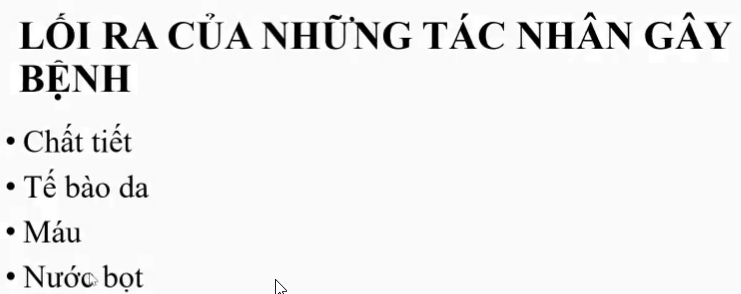 LỐI RA CỦA NHỮNG TÁC NHÂN GÂY
BỆNH
• Chất tiết
• Tế bào da
• Máu
• Nước bọt